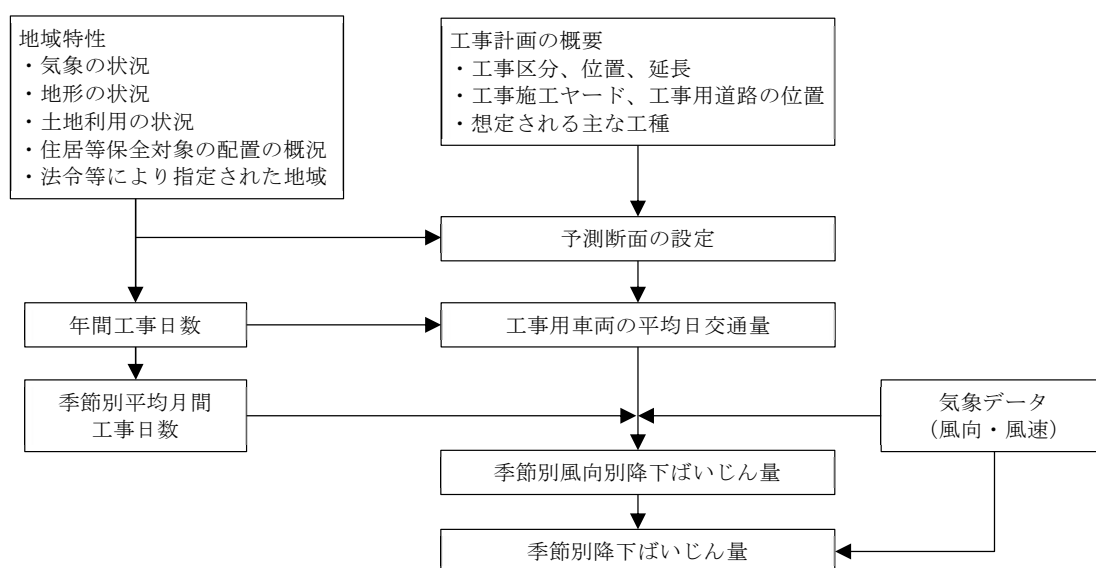 地域特性
・気象の状況
・地形の状況
・土地利用の状況
・住居等保全対象の配置の概況
・法令等により指定された地域
工事計画の概要
・工事区分、位置、延長
・工事施工ヤード、工事用道路の位置
・想定される主な工種
予測断面の設定
年間工事日数
工事用車両の平均日交通量
季節別平均月間
工事日数
気象データ
（風向・風速）
季節別風向別降下ばいじん量
季節別降下ばいじん量